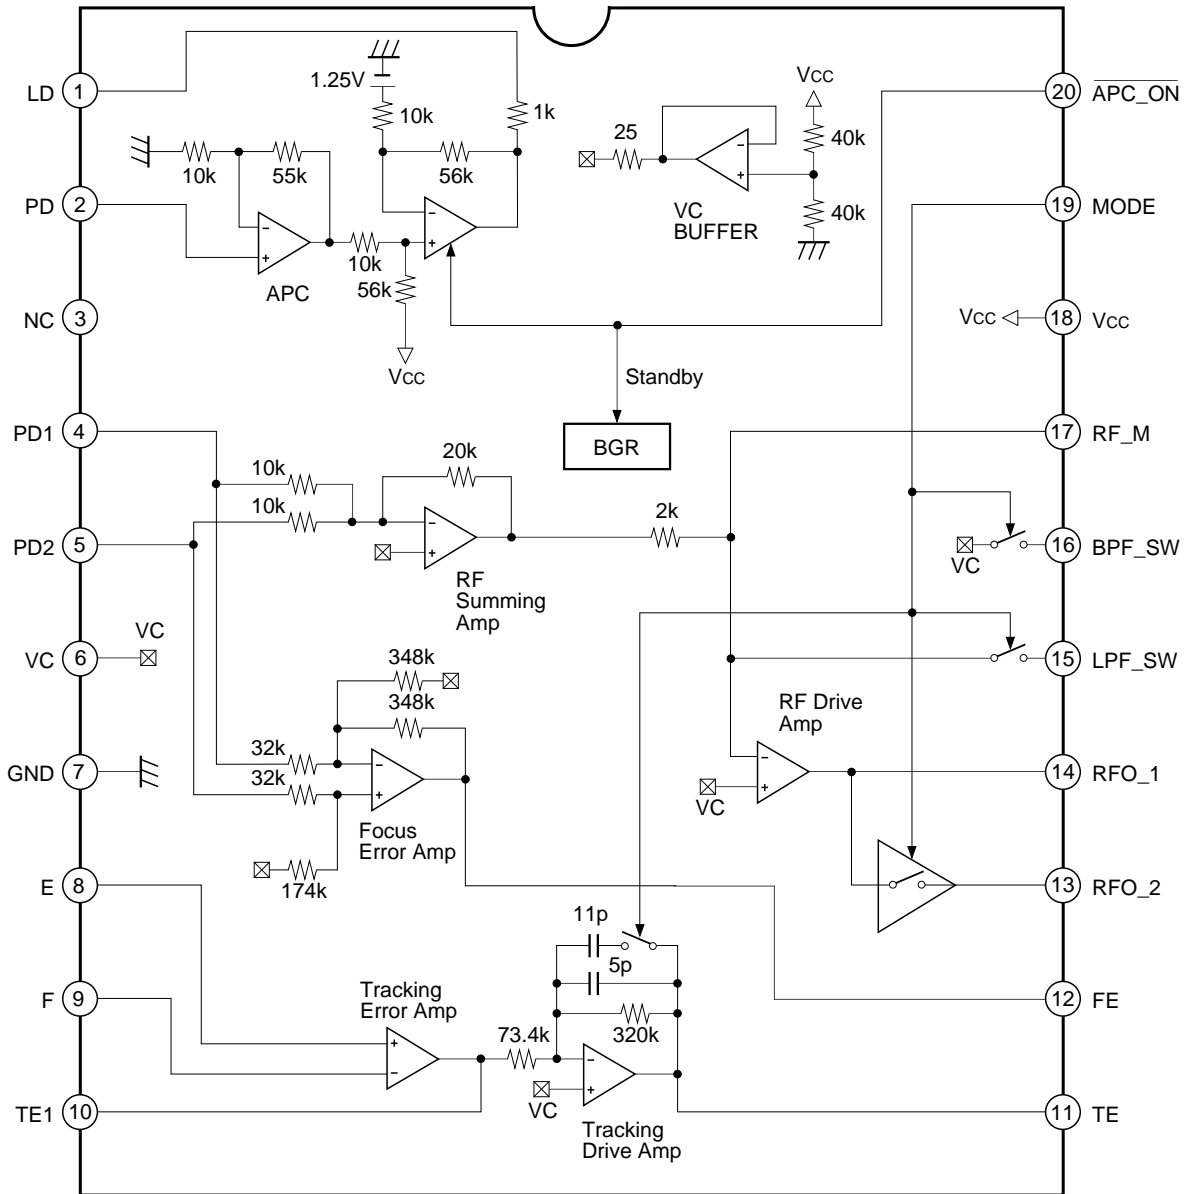 LD 1
1.25V
10k
1k
VCC
20 APC_ON
10k
55k
56k
25
40k
40k
PD 2
19 MODE
VC
BUFFER
10k
APC
56k
NC 3
VCC
VCC
18 VCC
Standby
BGR
PD1 4
17 RF_M
10k
20k
10k
2k
PD2 5
VC
16 BPF_SW
RF
Summing
Amp
VC
VC 6
348k
15 LPF_SW
348k
RF Drive
Amp
32k
GND 7
32k
VC
14 RFO_1
Focus
Error Amp
E 8
174k
13 RFO_2
11p
5p
F 9
Tracking
Error Amp
12 FE
73.4k
320k
TE1 10
VC
11 TE
Tracking
Drive Amp